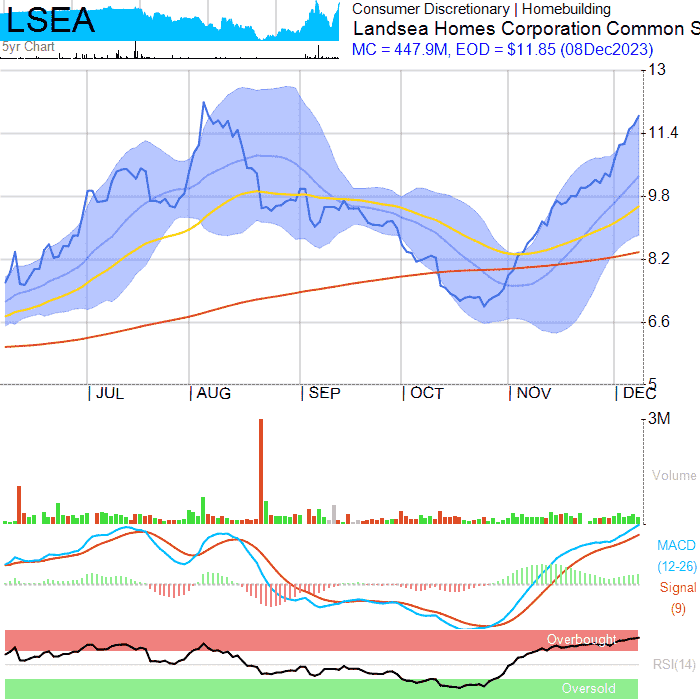 LSEA
5yr Chart
Consumer Discretionary | Homebuilding
Landsea Homes Corporation Common S
MC = 447.9M, EOD = $11.85 (08Dec2023)
13
11.4
9.8
8.2
6.6
5
JUL AUG SEP OCT NOV DEC
3M
Volume
MACD
(12-26)
Signal
(9)
Overbought
RSI(14)
Oversold